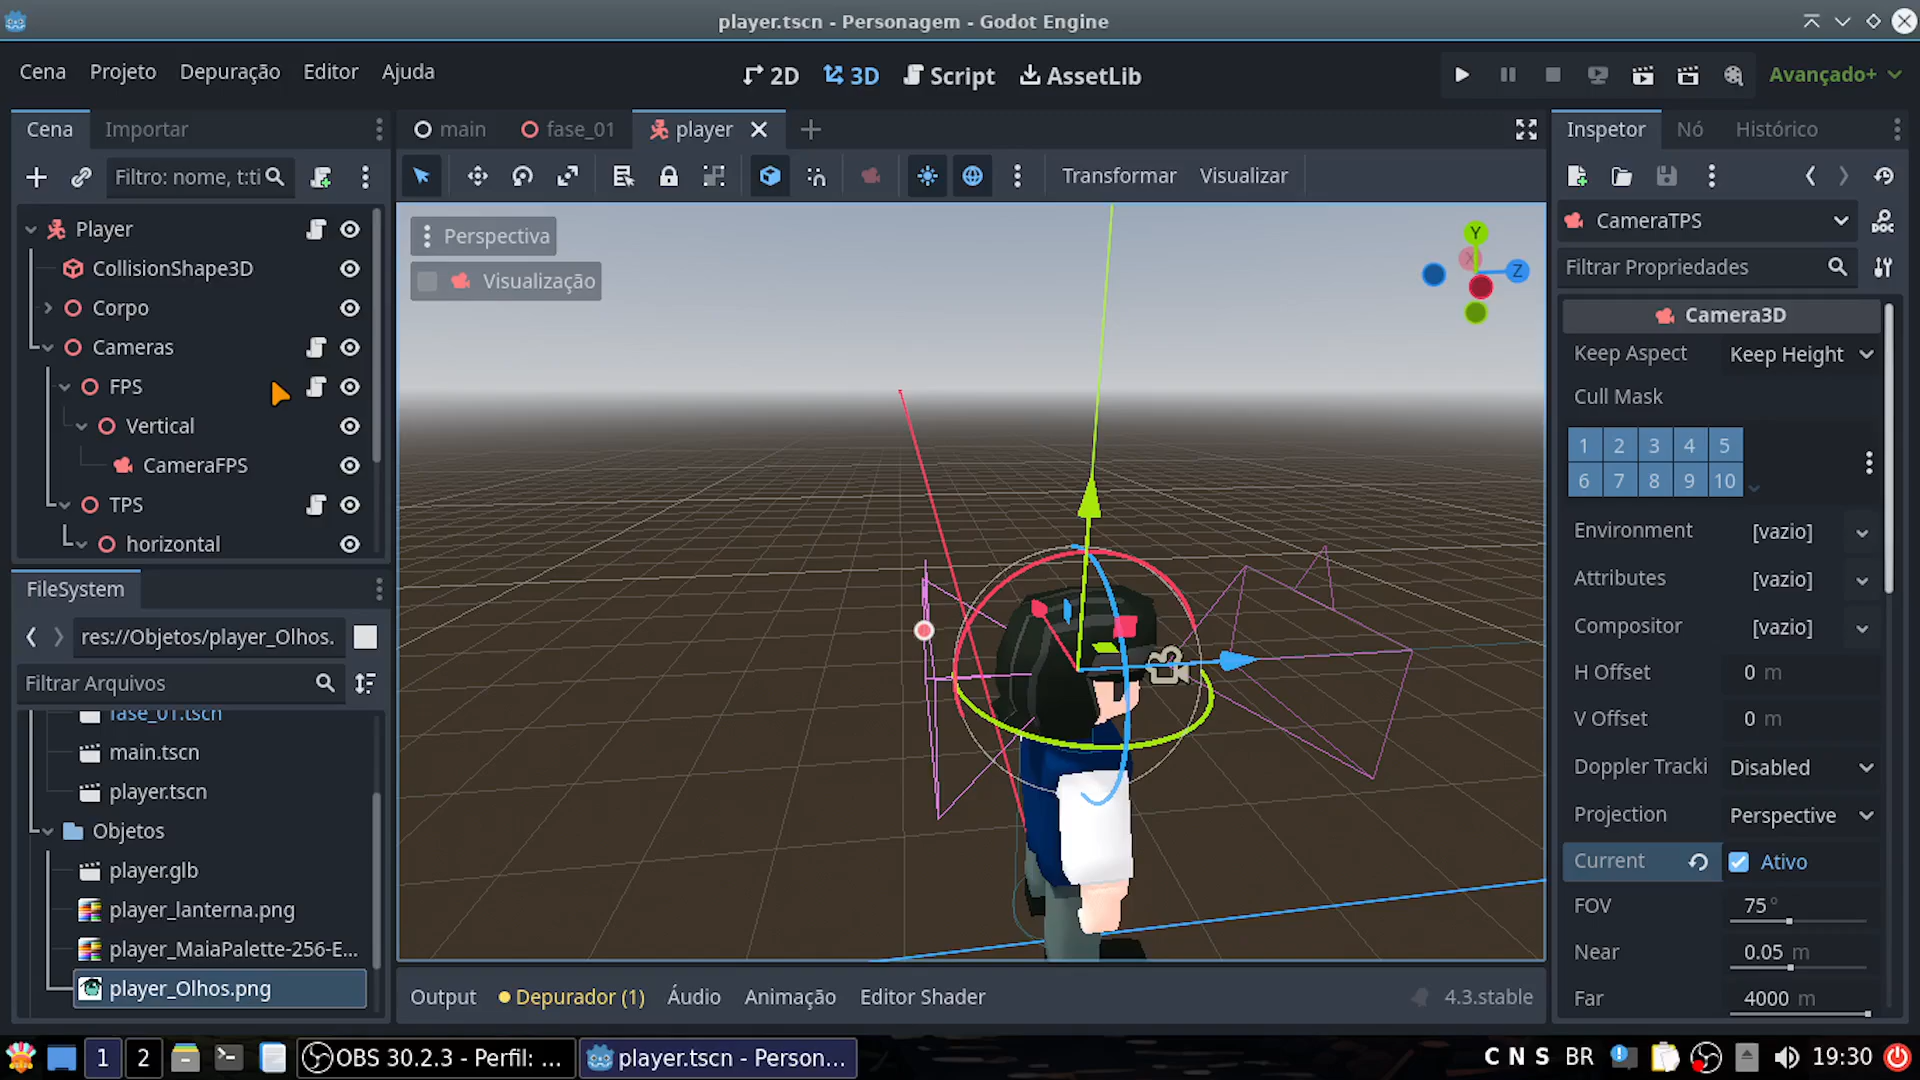 player.tscn - Personagem - Godot Engine
Cena Projeto Depuração Editor Ajuda
2D 3D Script AssetLib
Avançado+
Cena Importar
Filtro: nome, t:ti
Player
CollisionShape3D
Corpo
Cameras
FPS
Vertical
CameraFPS
TPS
horizontal
FileSystem
res://Objetos/player_Olhos.
Filtrar Arquivos
fase_01.tscn
main.tscn
player.tscn
Objetos
player.glb
player_lanterna.png
player_MaiaPalette-256-E...
player_Olhos.png
main fase_01 player
Transformar Visualizar
Perspectiva
Visualização
Y
X
Z
Output Depurador (1) Áudio Animação Editor Shader 4.3.stable
Inspetor Nó Histórico
CameraTPS
DOC
Filtrar Propriedades
Camera3D
Keep Aspect Keep Height
Cull Mask
1 2 3 4 5
6 7 8 9 10
Environment [vazio]
Attributes [vazio]
Compositor [vazio]
H Offset 0 m
V Offset 0 m
Doppler Tracki Disabled
Projection Perspective
Current Ativo
FOV 75 °
Near 0.05 m
Far 4000 m
1 2 OBS 30.2.3 - Perfil: ... player.tscn - Person... C N S BR 19:30